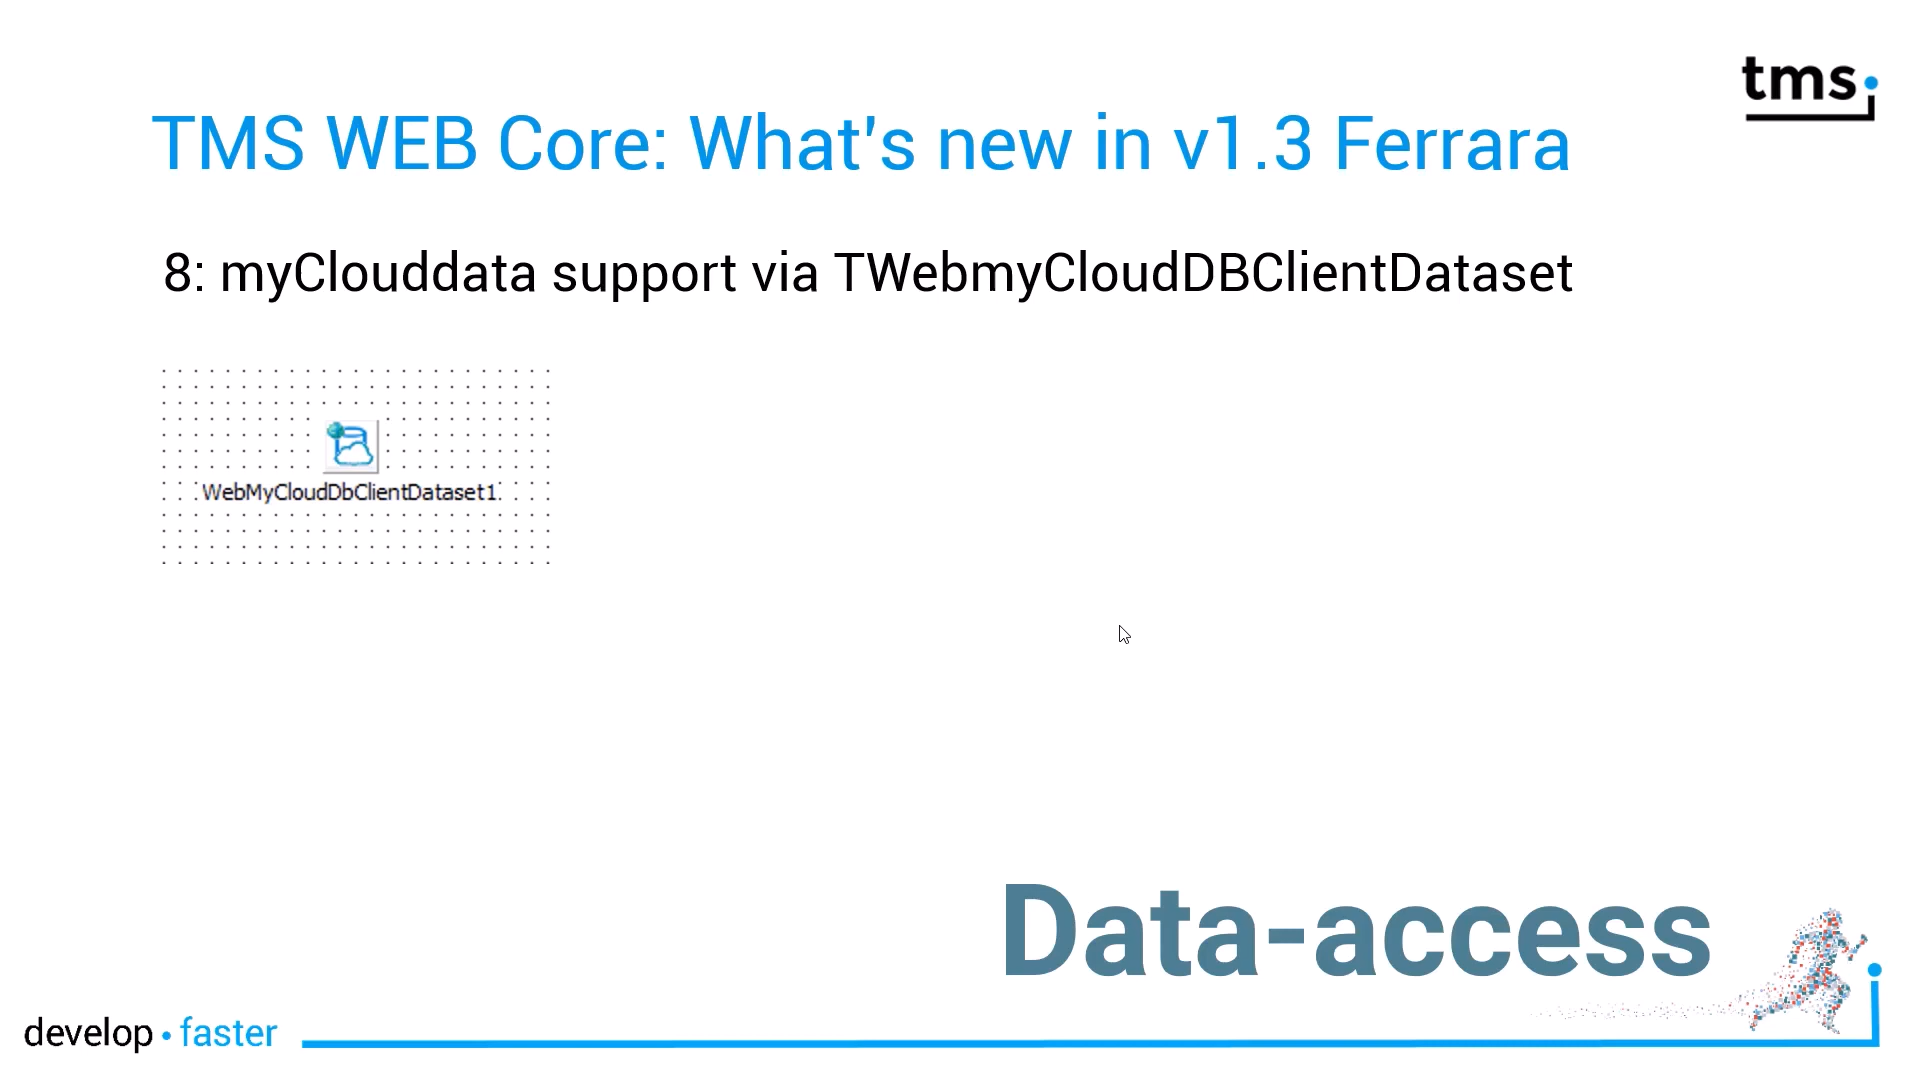 tms
TMS WEB Core: What's new in v1.3 Ferrara
8: myClouddata support via TWebmyCloudDBClientDataset
WebMyCloudDbClientDataset1
Data-access
develop • faster